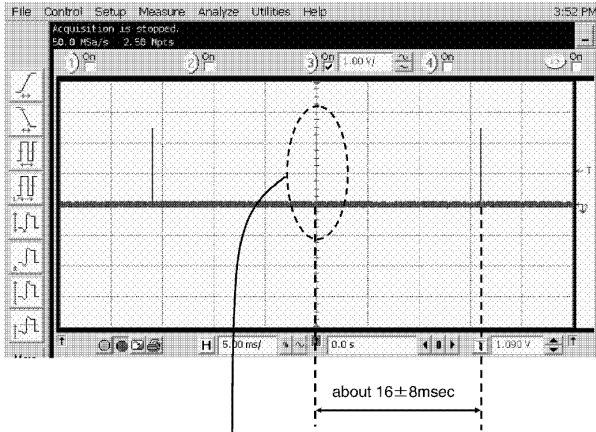 File Control Setup Measure Analyze Utilities Help 3:52 PM
Acquisition is stopped.
50.0 MSa/s 2.50 Mpts
1) On 2) On 3) On 1.00 V/ 4) On On
T
H 5.00 ms/ 0.0 s T 1.090 V
More
about 16±8msec